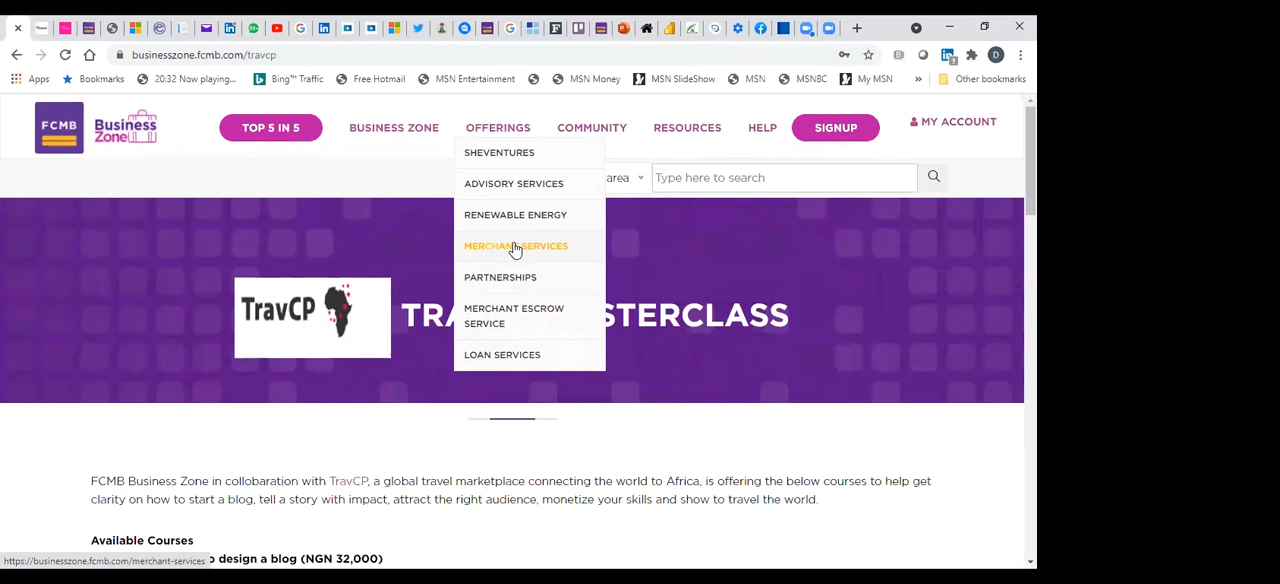 businesszone.fcmb.com/travcp
Apps
Bookmarks
20:32 Now playing...
Bing™ Traffic
Free Hotmail
MSN Entertainment
MSN Money
MSN SlideShow
MSN
MSNBC
My MSN
»
Other bookmarks
FCMB
Business
Zone
TOP 5 IN 5
BUSINESS ZONE
OFFERINGS
COMMUNITY
RESOURCES
HELP
SIGNUP
MY ACCOUNT
SHEVENTURES
ADVISORY SERVICES
RENEWABLE ENERGY
MERCHANT SERVICES
PARTNERSHIPS
MERCHANT ESCROW
SERVICE
LOAN SERVICES
area
Type here to search
TravCP
FCMB Business Zone in colloboration with TravCP, a global travel marketplace connecting the world to Africa, is offering the below courses to help get
clarity on how to start a blog, tell a story with impact, attract the right audience, monetize your skills and show to travel the world.
Available Courses
o design a blog (NGN 32,000)
https://businesszone.fcmb.com/merchant-services